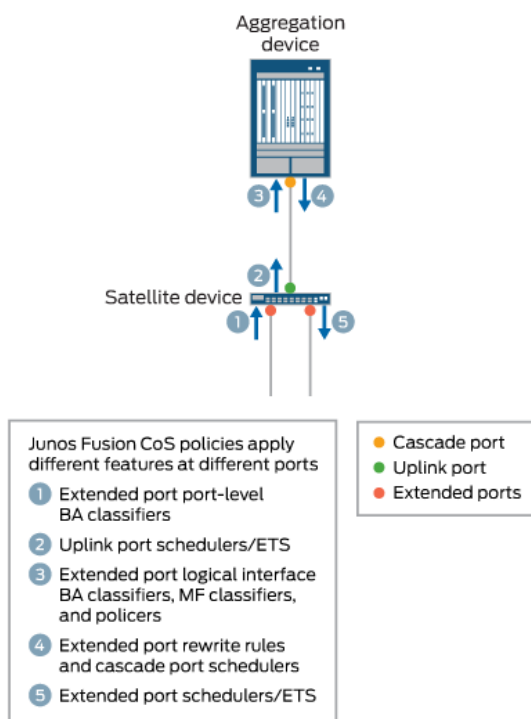 Aggregation
device
3
4
2
Satellite device
1
5
Junos Fusion CoS policies apply
different features at different ports
1 Extended port port-level
BA classifiers
2 Uplink port schedulers/ETS
3 Extended port logical interface
BA classifiers, MF classifiers,
and policers
4 Extended port rewrite rules
and cascade port schedulers
5 Extended port schedulers/ETS
Cascade port
Uplink port
Extended ports